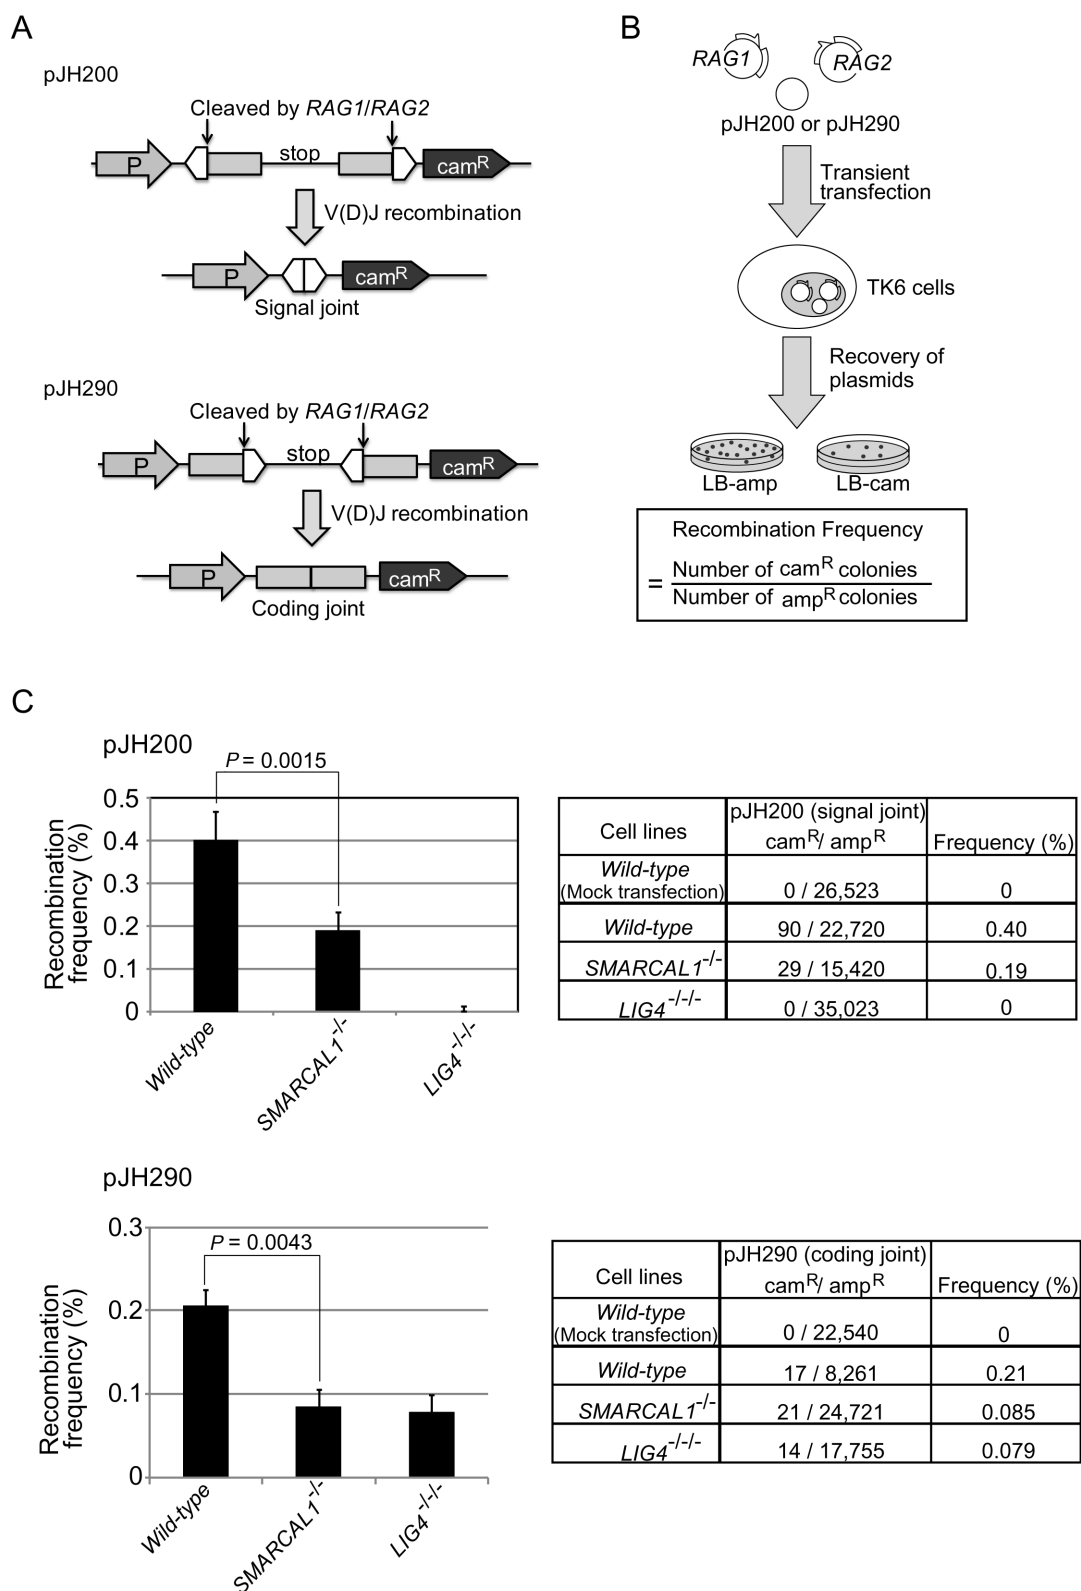 A
pJH200
Cleaved by RAG1/RAG2
P
stop
camR
V(D)J recombination
P
camR
Signal joint
pJH290
Cleaved by RAG1/RAG2
P
stop
camR
V(D)J recombination
P
camR
Coding joint
B
RAG1
RAG2
pJH200 or pJH290
Transient
transfection
TK6 cells
Recovery of
plasmids
LB-amp
LB-cam
Recombination Frequency
= Number of camR colonies
Number of ampR colonies
C
pJH200
P = 0.0015
Recombination
frequency (%)
0.5
0.4
0.3
0.2
0.1
0
Wild-type
SMARCAL1-/-
LIG4-/-/-
Cell lines
pJH200 (signal joint)
camR/ ampR
Frequency (%)
Wild-type
(Mock transfection)
0 / 26,523
0
Wild-type
90 / 22,720
0.40
SMARCAL1-/-
29 / 15,420
0.19
LIG4-/-/-
0 / 35,023
0
pJH290
P = 0.0043
Recombination
frequency (%)
0.3
0.2
0.1
0
Wild-type
SMARCAL1-/-
LIG4-/-/-
Cell lines
pJH290 (coding joint)
camR/ ampR
Frequency (%)
Wild-type
(Mock transfection)
0 / 22,540
0
Wild-type
17 / 8,261
0.21
SMARCAL1-/-
21 / 24,721
0.085
LIG4-/-/-
14 / 17,755
0.079